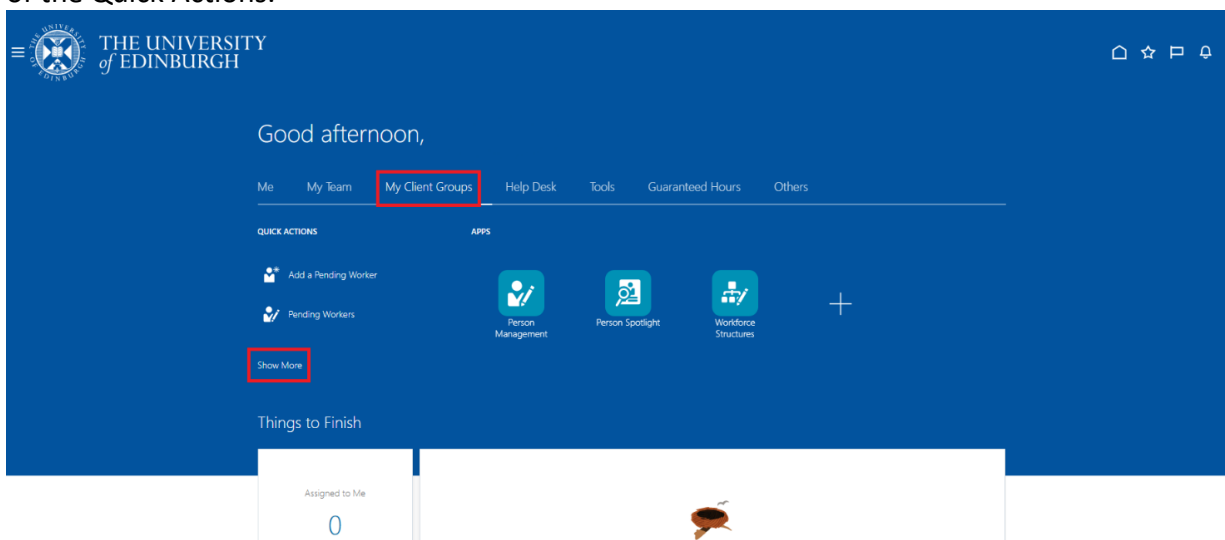 of the Quick Actions.
THE UNIVERSITY
of EDINBURGH
Good afternoon,
Me My Team My Client Groups Help Desk Tools Guaranteed Hours Others
QUICK ACTIONS APPS
Add a Pending Worker
Pending Workers
Person
Management
Person Spotlight
Workforce
Structures
Show More
Things to Finish
Assigned to Me
0